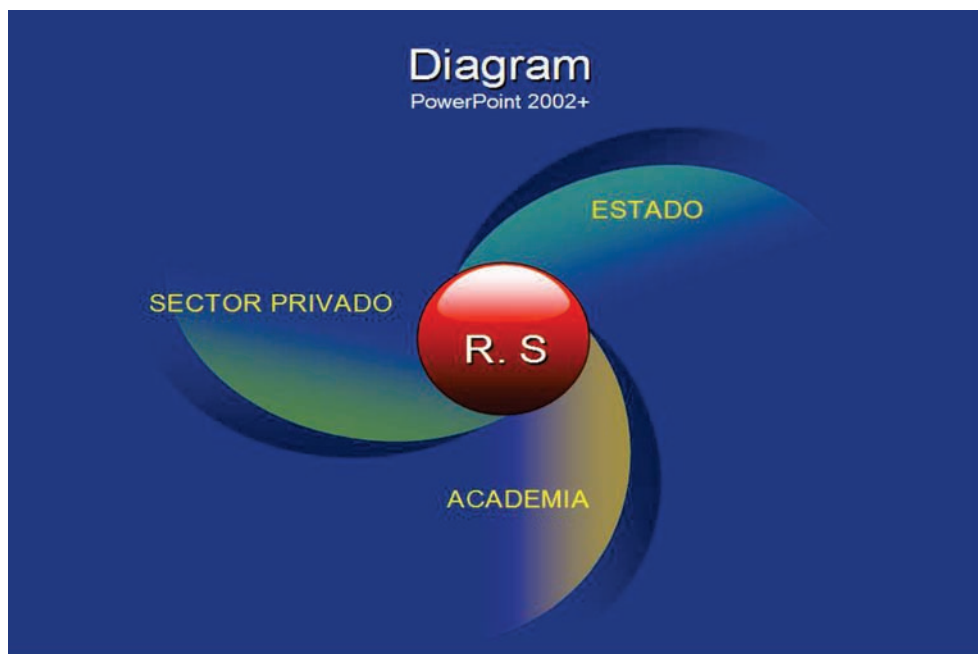 Diagram
PowerPoint 2002+
ESTADO
SECTOR PRIVADO
R. S
ACADEMIA